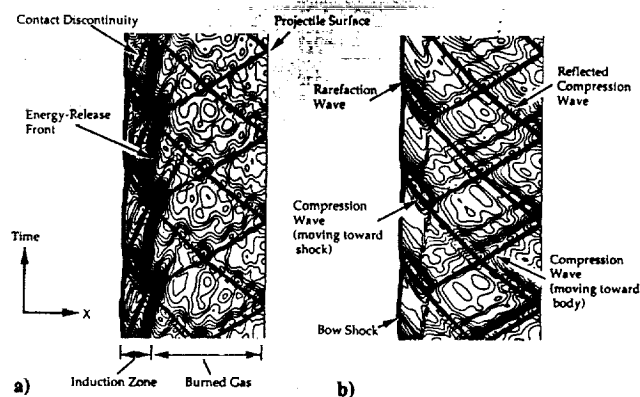 Contact Discontinuity
Projectile Surface
Energy-Release
Front
Time
X
Induction Zone
Burned Gas
a)
Rarefaction
Wave
Reflected
Compression
Wave
Compression
Wave
(moving toward
shock)
Compression
Wave
(moving toward
body)
Bow Shock
b)